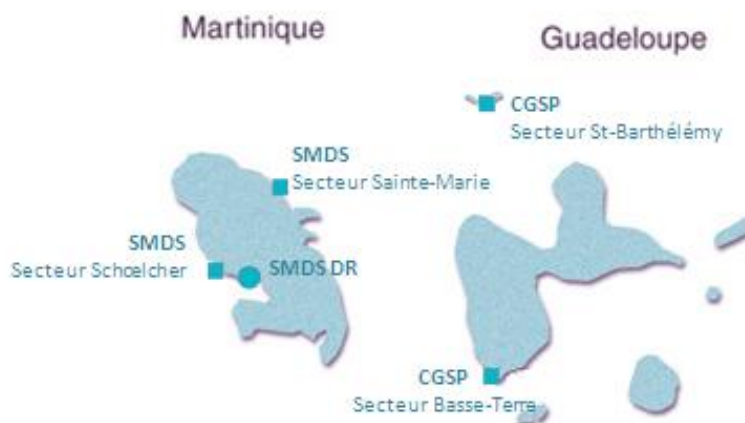 Martinique
Guadeloupe
CGSP
Secteur St-Barthélémy
SMDS
Secteur Sainte-Marie
SMDS
Secteur Schœlcher
SMDS DR
CGSP
Secteur Basse-Terre